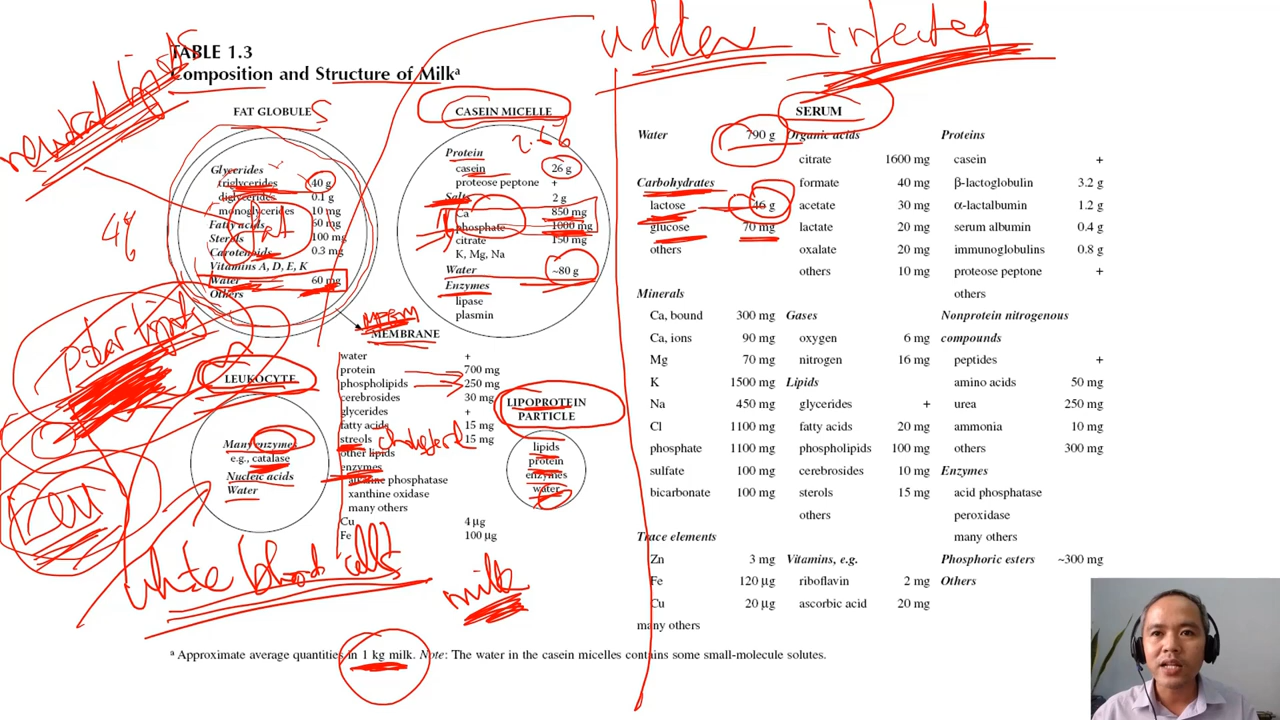 udder infected
TABLE 1.3
Composition and Structure of Milkᵃ
neutral lipids
FAT GLOBULE S
Glycerides
triglycerides 40 g
diglycerides 0.1 g
monoglycerides 10 mg
Fatty acids 60 mg
Sterols 100 mg
Carotenoids 0.3 mg
Vitamins A, D, E, K
Water 60 mg
Others
fat
4%
CASEIN MICELLE
2.6%
Protein
casein 26 g
proteose peptone +
Salts 2 g
Ca 850 mg
phosphate 1000 mg
citrate 150 mg
K, Mg, Na
Water ~80 g
Enzymes
lipase
plasmin
polar lipids
LEUKOCYTE
Many enzymes
e.g., catalase
Nucleic acids
Water
white blood cells
MFGM
MEMBRANE
water +
protein 700 mg
phospholipids 250 mg
cerebrosides 30 mg
glycerides +
fatty acids 15 mg
streols 15 mg
cholesterol
other lipids
enzymes
alkaline phosphatase
xanthine oxidase
many others
Cu 4 µg
Fe 100 µg
LIPOPROTEIN
PARTICLE
lipids
protein
enzymes
water
milk
SERUM
Water 790 g
Carbohydrates
lactose 46 g
glucose 70 mg
others
Minerals
Ca, bound 300 mg
Ca, ions 90 mg
Mg 70 mg
K 1500 mg
Na 450 mg
Cl 1100 mg
phosphate 1100 mg
sulfate 100 mg
bicarbonate 100 mg
Trace elements
Zn 3 mg
Fe 120 µg
Cu 20 µg
many others
Organic acids
citrate 1600 mg
formate 40 mg
acetate 30 mg
lactate 20 mg
oxalate 20 mg
others 10 mg
Gases
oxygen 6 mg
nitrogen 16 mg
Lipids
glycerides +
fatty acids 20 mg
phospholipids 100 mg
cerebrosides 10 mg
sterols 15 mg
others
Vitamins, e.g.
riboflavin 2 mg
ascorbic acid 20 mg
Proteins
casein +
β-lactoglobulin 3.2 g
α-lactalbumin 1.2 g
serum albumin 0.4 g
immunoglobulins 0.8 g
proteose peptone +
others
Nonprotein nitrogenous
compounds
peptides +
amino acids 50 mg
urea 250 mg
ammonia 10 mg
others 300 mg
Enzymes
acid phosphatase
peroxidase
many others
Phosphoric esters ~300 mg
Others
ᵃ Approximate average quantities in 1 kg milk. Note: The water in the casein micelles contains some small-molecule solutes.